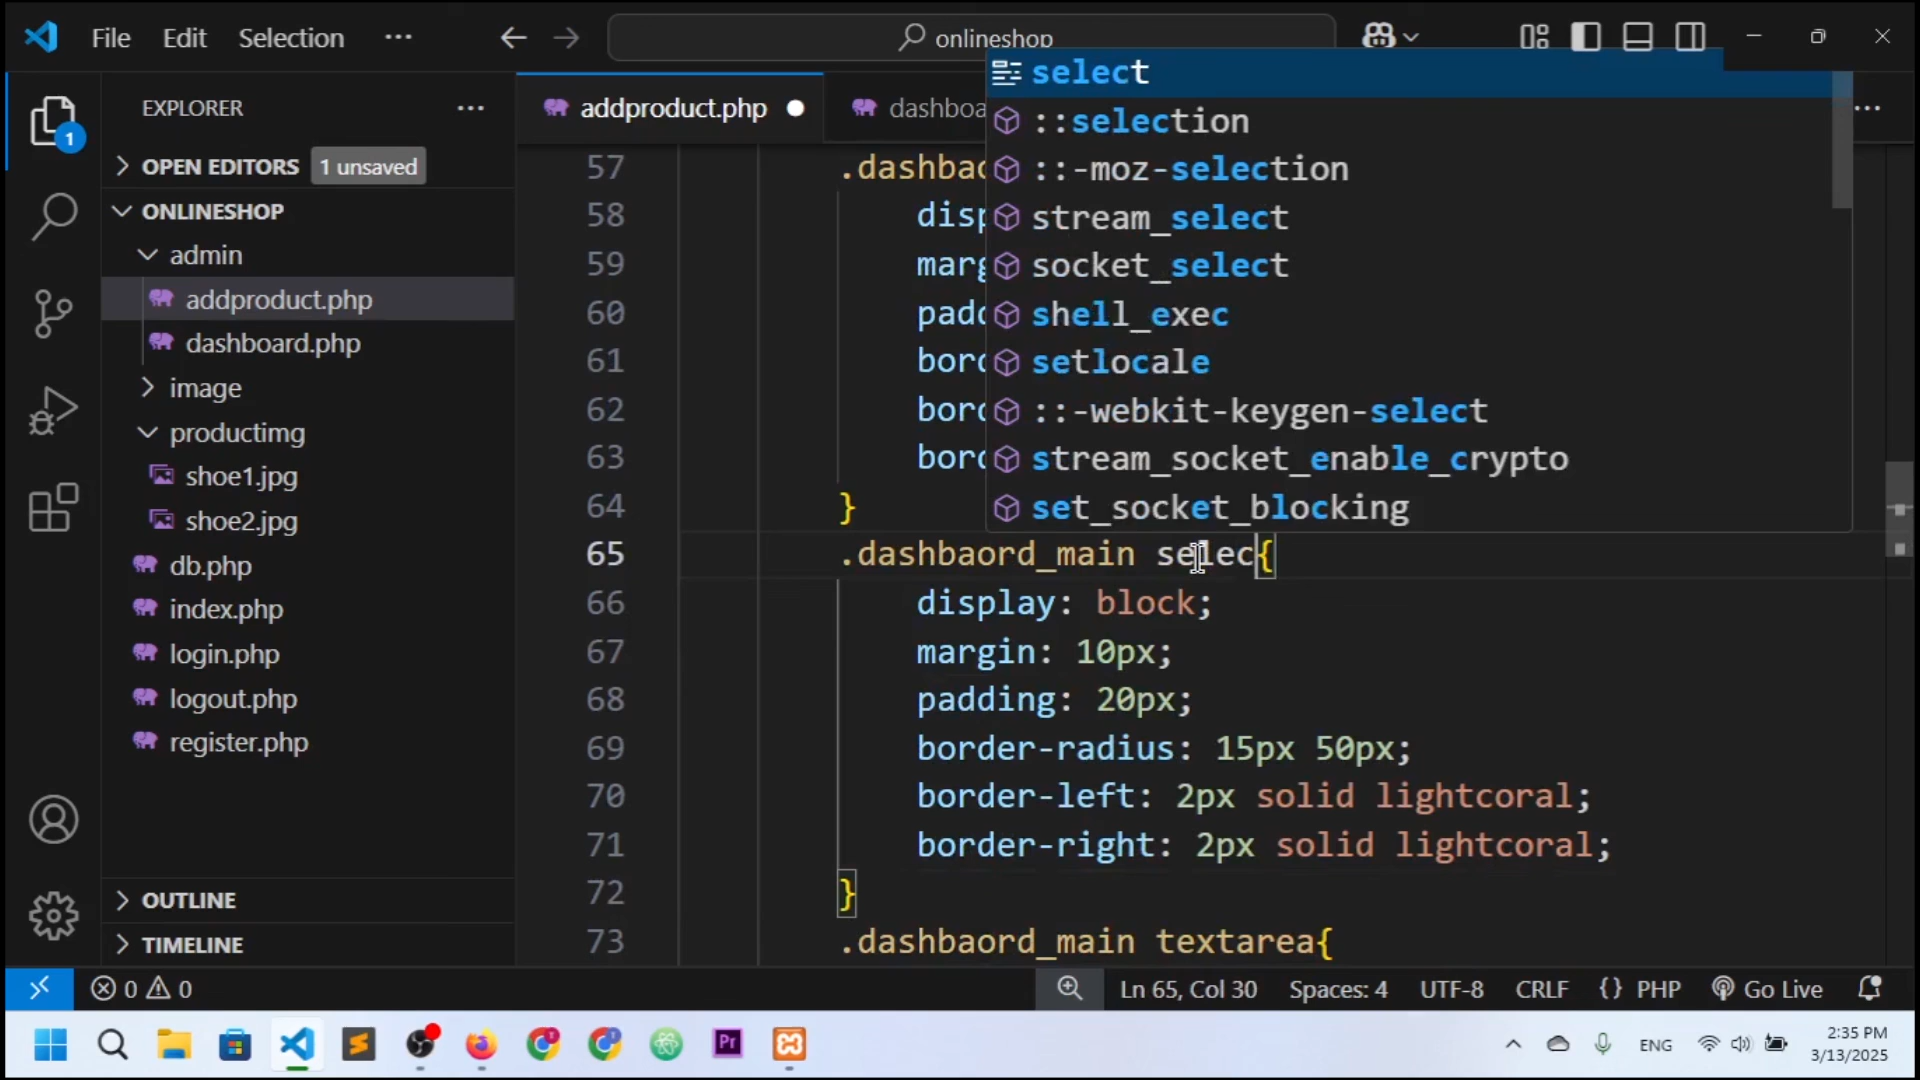 File Edit Selection ···
onlineshop
EXPLORER ···
OPEN EDITORS 1 unsaved
ONLINESHOP
admin
addproduct.php
dashboard.php
image
productimg
shoe1.jpg
shoe2.jpg
db.php
index.php
login.php
logout.php
register.php
OUTLINE
TIMELINE
1
addproduct.php dashboa
select
::selection
::-moz-selection
stream_select
socket_select
shell_exec
setlocale
::-webkit-keygen-select
stream_socket_enable_crypto
set_socket_blocking
57 .dashbao
58 disp
59 marg
60 padd
61 bord
62 bord
63 bord
64 }
65 .dashbaord_main selec{
66 display: block;
67 margin: 10px;
68 padding: 20px;
69 border-radius: 15px 50px;
70 border-left: 2px solid lightcoral;
71 border-right: 2px solid lightcoral;
72 }
73 .dashbaord_main textarea{
0 0 Ln 65, Col 30 Spaces: 4 UTF-8 CRLF {} PHP Go Live
Pr ENG 2:35 PM
3/13/2025